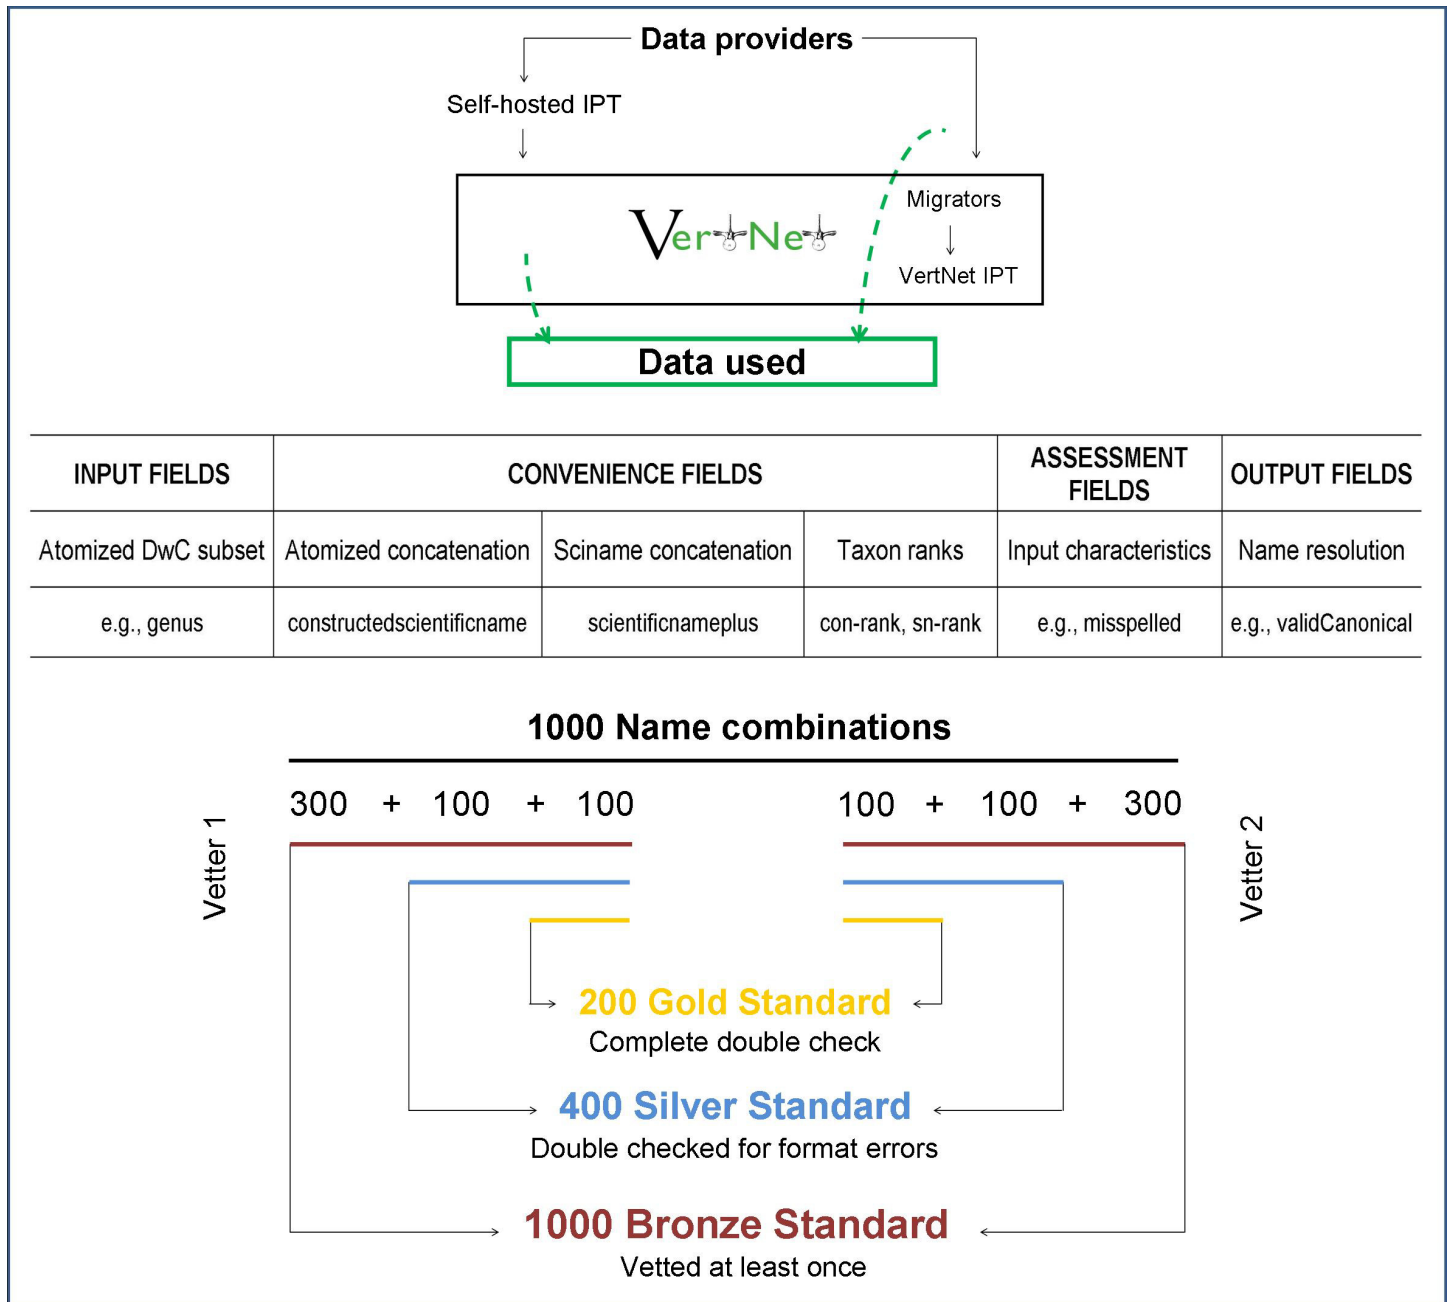 Data providers
Self-hosted IPT
VertNet
Migrators
VertNet IPT
Data used
INPUT FIELDS
CONVENIENCE FIELDS
ASSESSMENT
FIELDS
OUTPUT FIELDS
Atomized DwC subset
Atomized concatenation
Sciname concatenation
Taxon ranks
Input characteristics
Name resolution
e.g., genus
constructedscientificname
scientificnameplus
con-rank, sn-rank
e.g., misspelled
e.g., validCanonical
1000 Name combinations
300 + 100 + 100
100 + 100 + 300
Vetter 1
Vetter 2
200 Gold Standard
Complete double check
400 Silver Standard
Double checked for format errors
1000 Bronze Standard
Vetted at least once